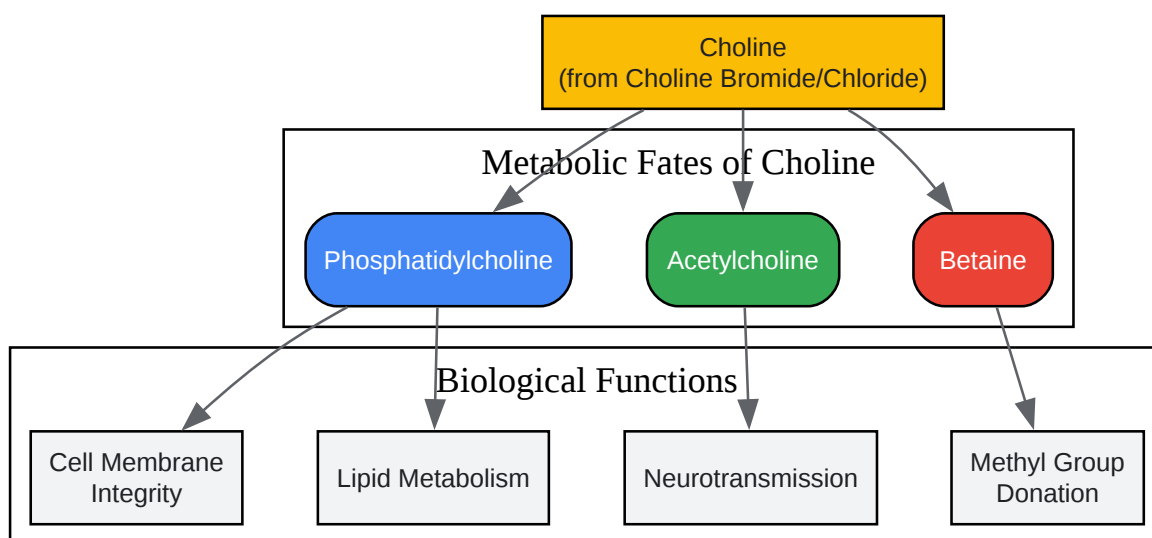 Choline
(from Choline Bromide/Chloride)
Metabolic Fates of Choline
Phosphatidylcholine
Acetylcholine
Betaine
Biological Functions
Cell Membrane
Integrity
Lipid Metabolism
Neurotransmission
Methyl Group
Donation